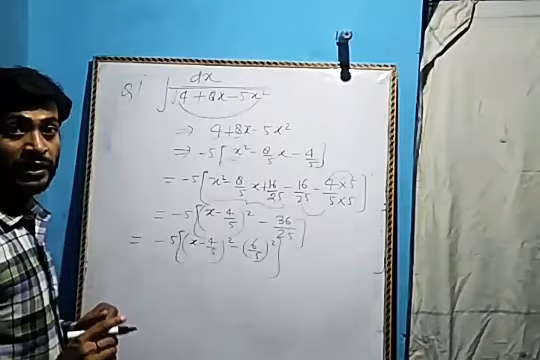 Q1 ∫ dx / √(4 + 8x - 5x²)
⇒ 4 + 8x - 5x²
⇒ -5[x² - 8/5 x - 4/5]
= -5[x² - 8/5 x + 16/25 - 16/25 - 4×5/5×5]
= -5[(x - 4/5)² - 36/25]
= -5[(x - 4/5)² - (6/5)²]